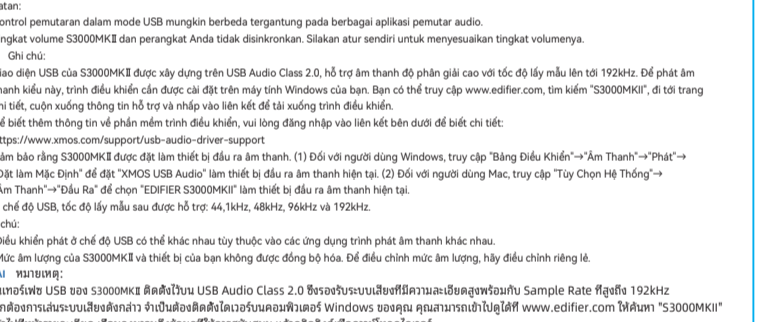 atan:
ontrol pemutaran dalam mode USB mungkin berbeda tergantung pada berbagai aplikasi pemutar audio.
ngkat volume S3000MKII dan perangkat Anda tidak disinkronkan. Silakan atur sendiri untuk menyesuaikan tingkat volumenya.
Ghi chú:
iao diện USB của S3000MKII được xây dựng trên USB Audio Class 2.0, hỗ trợ âm thanh độ phân giải cao với tốc độ lấy mẫu lên tới 192kHz. Để phát âm
hanh kiểu này, trình điều khiển cần được cài đặt trên máy tính Windows của bạn. Bạn có thể truy cập www.edifier.com, tìm kiếm "S3000MKII", đi tới trang
hi tiết, cuộn xuống thông tin hỗ trợ và nhấp vào liên kết để tải xuống trình điều khiển.
ể biết thêm thông tin về phần mềm trình điều khiển, vui lòng đăng nhập vào liên kết bên dưới để biết chi tiết:
ttps://www.xmos.com/support/usb-audio-driver-support
ảm bảo rằng S3000MKII được đặt làm thiết bị đầu ra âm thanh. (1) Đối với người dùng Windows, truy cập "Bảng Điều Khiển"→"Âm Thanh"→"Phát"→
Đặt làm Mặc Định" để đặt "XMOS USB Audio" làm thiết bị đầu ra âm thanh hiện tại. (2) Đối với người dùng Mac, truy cập "Tùy Chọn Hệ Thống"→
Âm Thanh"→"Đầu Ra" để chọn "EDIFIER S3000MKII" làm thiết bị đầu ra âm thanh hiện tại.
chế độ USB, tốc độ lấy mẫu sau được hỗ trợ: 44,1kHz, 48kHz, 96kHz và 192kHz.
chú:
Điều khiển phát ở chế độ USB có thể khác nhau tùy thuộc vào các ứng dụng trình phát âm thanh khác nhau.
Mức âm lượng của S3000MKII và thiết bị của bạn không được đồng bộ hóa. Để điều chỉnh mức âm lượng, hãy điều chỉnh riêng lẻ.
AI หมายเหตุ:
นเทอร์เฟซ USB ของ S3000MKII ติดตั้งไว้บน USB Audio Class 2.0 ซึ่งรองรับระบบเสียงที่มีความละเอียดสูงพร้อมกับ Sample Rate ที่สูงถึง 192kHz
กต้องการเล่นระบบเสียงดังกล่าว จำเป็นต้องติดตั้งไดเวอร์บนคอมพิวเตอร์ Windows ของคุณ คุณสามารถเข้าไปดูได้ที่ www.edifier.com ให้ค้นหา "S3000MKII"